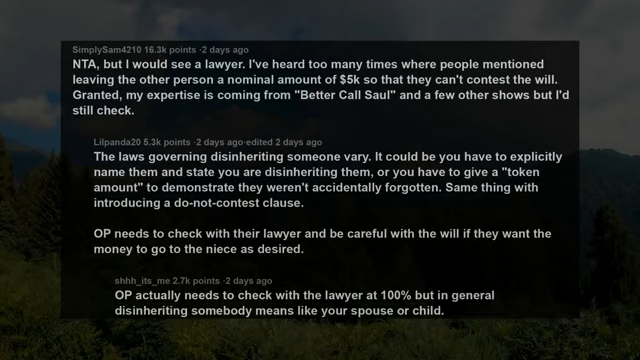 SimplySam4210 16.3k points ·2 days ago
NTA, but I would see a lawyer. I've heard too many times where people mentioned
leaving the other person a nominal amount of $5k so that they can't contest the will.
Granted, my expertise is coming from "Better Call Saul" and a few other shows but I'd
still check.
Lilpanda20 5.3k points ·2 days ago·edited 2 days ago
The laws governing disinheriting someone vary. It could be you have to explicitly
name them and state you are disinheriting them, or you have to give a "token
amount" to demonstrate they weren't accidentally forgotten. Same thing with
introducing a do-not-contest clause.
OP needs to check with their lawyer and be careful with the will if they want the
money to go to the niece as desired.
shhh_its_me 2.7k points ·2 days ago
OP actually needs to check with the lawyer at 100% but in general
disinheriting somebody means like your spouse or child.